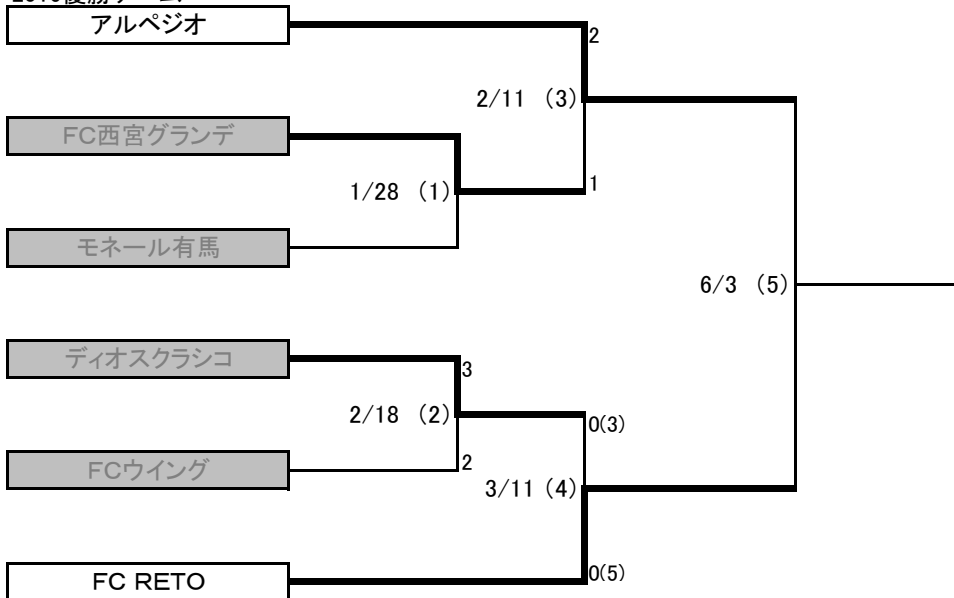 アルペジオ
2
2/11 (3)
FC西宮グランデ
1/28 (1)
1
モネール有馬
6/3 (5)
ディオスクラシコ
3
2/18 (2)
0(3)
FCウイング
2
3/11 (4)
FC RETO
0(5)